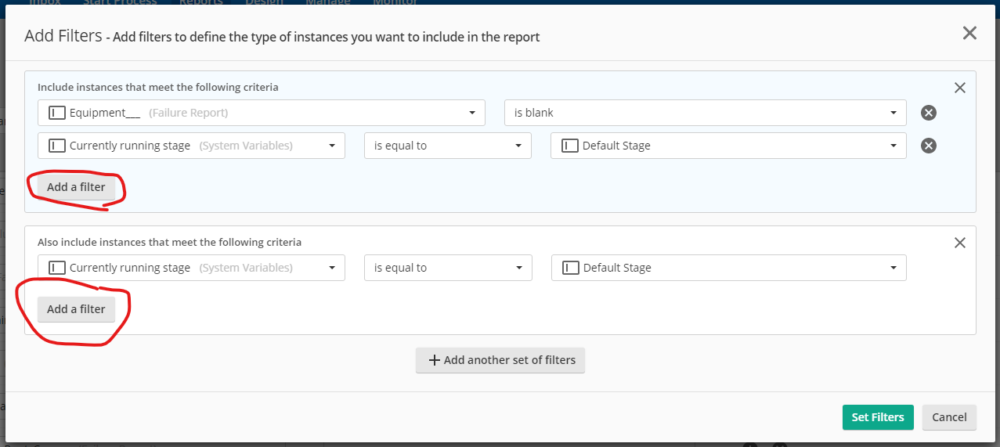 Inbox Start Process Reports Design Manage Monitor
Add Filters - Add filters to define the type of instances you want to include in the report
Include instances that meet the following criteria
Equipment___ (Failure Report) is blank
Currently running stage (System Variables) is equal to Default Stage
Add a filter
Also include instances that meet the following criteria
Currently running stage (System Variables) is equal to Default Stage
Add a filter
+ Add another set of filters
Set Filters Cancel